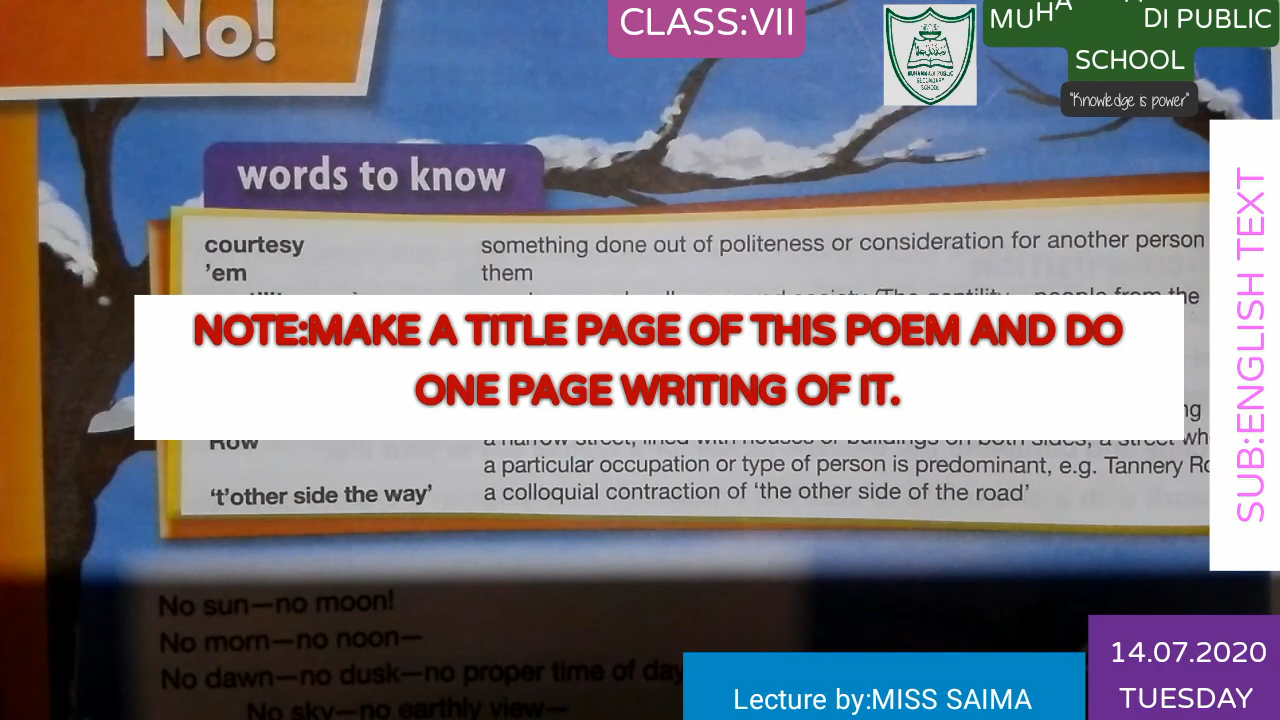 No!
CLASS:VII
DI PUBLIC
SCHOOL
"Knowledge is power"
MUHAMMADI PUBLIC
SECONDARY
SCHOOL
words to know
courtesy something done out of politeness or consideration for another person
'em them
the
NOTE:MAKE A TITLE PAGE OF THIS POEM AND DO
ONE PAGE WRITING OF IT.
Row a narrow street, lined with houses or buildings on both sides; a street
a particular occupation or type of person is predominant, e.g. Tannery
't'other side the way' a colloquial contraction of 'the other side of the road'
No sun—no moon!
No morn—no noon—
No dawn—no dusk—no proper time of day
No sky—no earthly view—
SUB:ENGLISH TEXT
Lecture by:MISS SAIMA
14.07.2020
TUESDAY